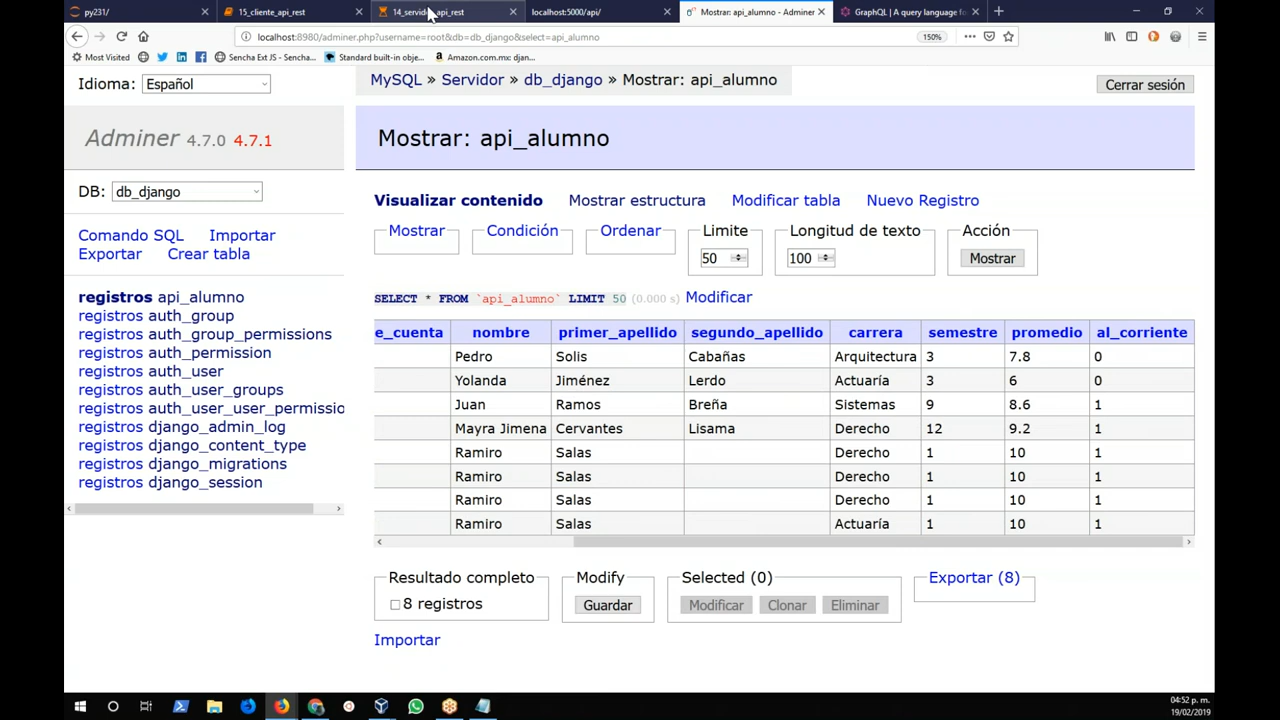 py231/
15_cliente_api_rest
14_servidor_api_rest
localhost:5000/api/
Mostrar: api_alumno - Adminer
GraphQL | A query language for
localhost:8980/adminer.php?username=root&db=db_django&select=api_alumno
150%
Most Visited
Sencha Ext JS - Sencha...
Standard built-in obje...
Amazon.com.mx: djan...
Idioma: Español
MySQL » Servidor » db_django » Mostrar: api_alumno
Cerrar sesión
Adminer 4.7.0 4.7.1
Mostrar: api_alumno
DB: db_django
Visualizar contenido Mostrar estructura Modificar tabla Nuevo Registro
Comando SQL Importar
Exportar Crear tabla
Mostrar Condición Ordenar Limite Longitud de texto Acción
50 100 Mostrar
registros api_alumno
registros auth_group
registros auth_group_permissions
registros auth_permission
registros auth_user
registros auth_user_groups
registros auth_user_user_permissio
registros django_admin_log
registros django_content_type
registros django_migrations
registros django_session
SELECT * FROM `api_alumno` LIMIT 50 (0.000 s) Modificar
e_cuenta nombre primer_apellido segundo_apellido carrera semestre promedio al_corriente
Pedro Solis Cabañas Arquitectura 3 7.8 0
Yolanda Jiménez Lerdo Actuaría 3 6 0
Juan Ramos Breña Sistemas 9 8.6 1
Mayra Jimena Cervantes Lisama Derecho 12 9.2 1
Ramiro Salas Derecho 1 10 1
Ramiro Salas Derecho 1 10 1
Ramiro Salas Derecho 1 10 1
Ramiro Salas Actuaría 1 10 1
Resultado completo Modify Selected (0) Exportar (8)
8 registros Guardar Modificar Clonar Eliminar
Importar
04:52 p. m.
19/02/2019